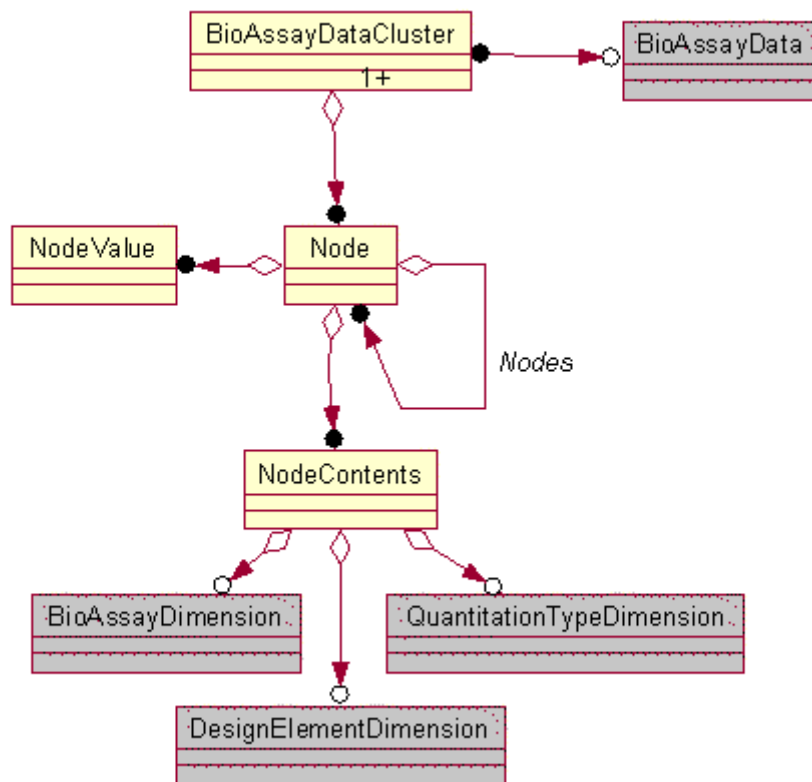 BioAssayDataCluster
1+
BioAssayData
NodeValue
Node
Nodes
NodeContents
BioAssayDimension
QuantitationTypeDimension
DesignElementDimension